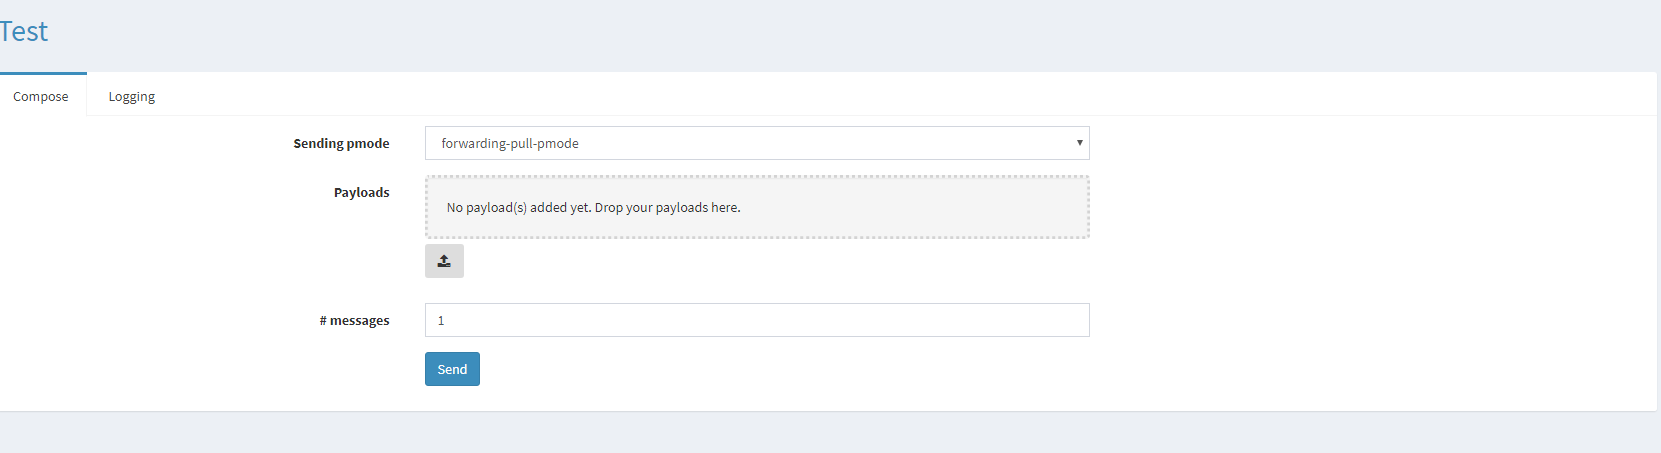 Test
Compose Logging
Sending pmode forwarding-pull-pmode
Payloads
No payload(s) added yet. Drop your payloads here.
# messages 1
Send